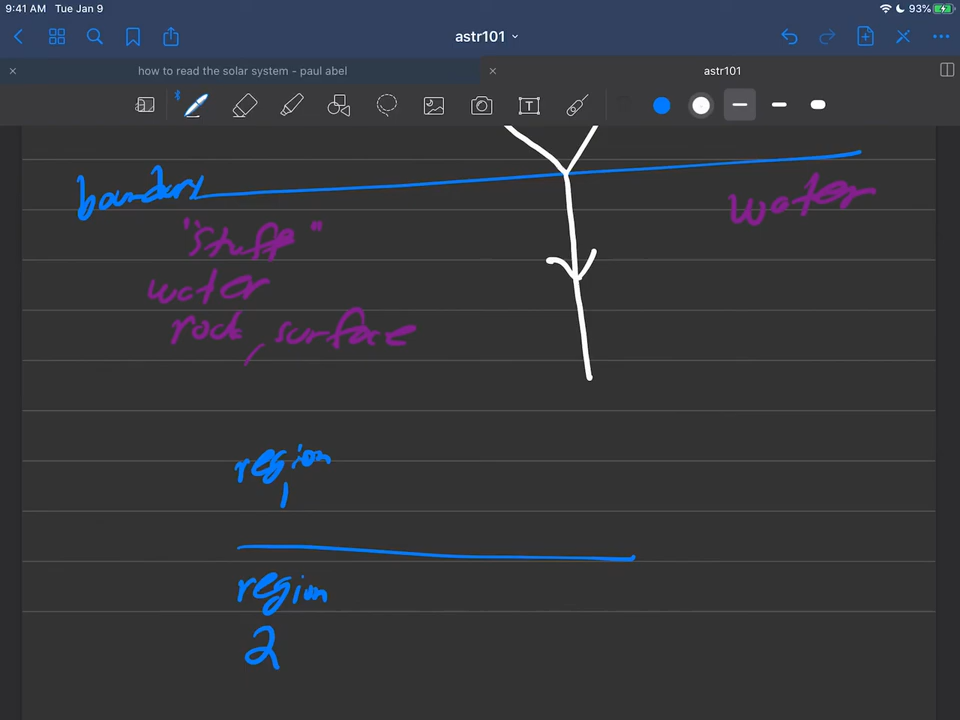 9:41 AM Tue Jan 9
93%
astr101
how to read the solar system - paul abel
astr101
T
boundary
water
"stuff"
water
rock, surface
region
1
region
2